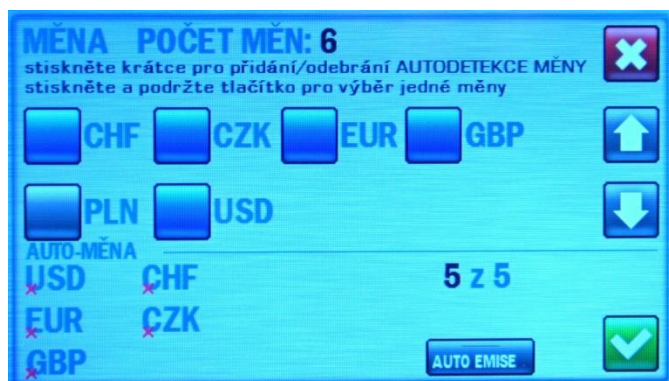 MĚNA POČET MĚN: 6
stiskněte krátce pro přidání/odebrání AUTODETEKCE MĚNY
stiskněte a podržte tlačítko pro výběr jedné měny
CHF CZK EUR GBP
PLN USD
AUTO-MĚNA
USD CHF 5 z 5
EUR CZK
GBP AUTO EMISE